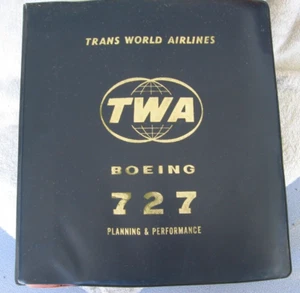 TRANS WORLD AIRLINES
TWA
BOEING
727
PLANNING & PERFORMANCE